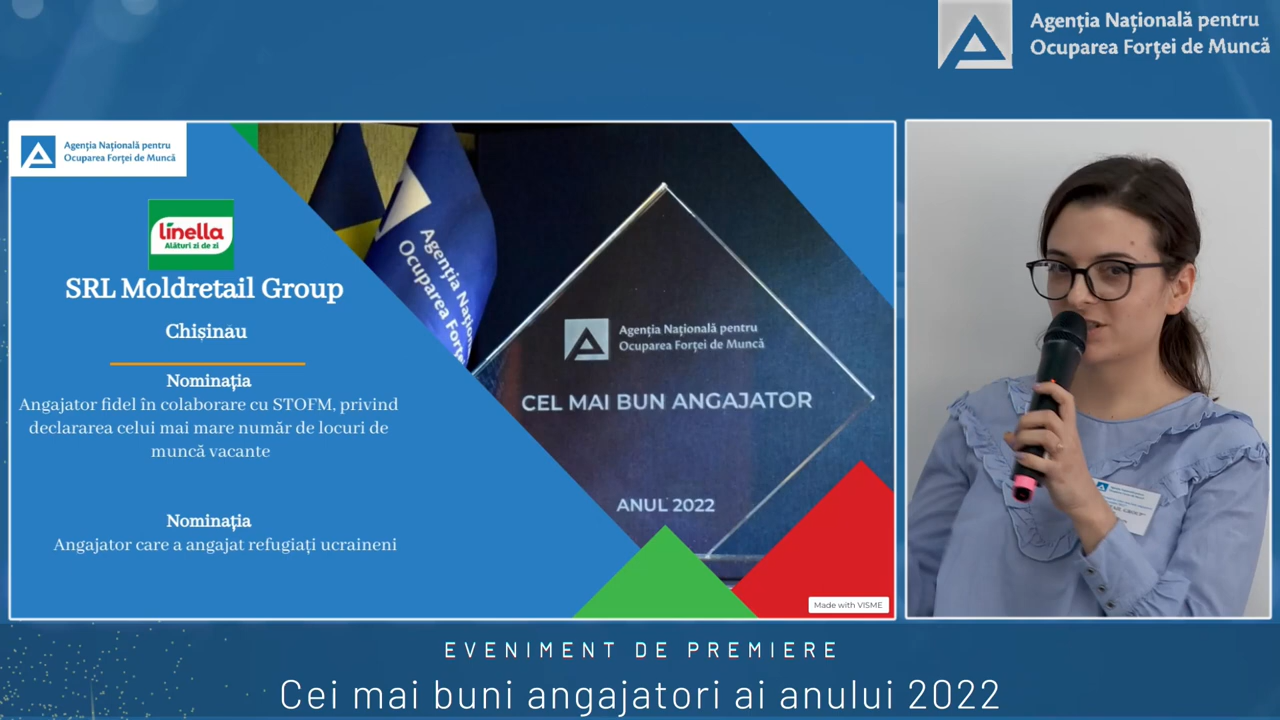 Agenția Națională pentru
Ocuparea Forței de Muncă
Agenția Națională pentru
Ocuparea Forței de Muncă
linella
Alături zi de zi
SRL Moldretail Group
Chișinău
Nominația
Angajator fidel în colaborare cu STOFM, privind
declararea celui mai mare număr de locuri de
muncă vacante
Nominația
Angajator care a angajat refugiați ucraineni
Agenția Națională pentru
Ocuparea Forței de Muncă
CEL MAI BUN ANGAJATOR
ANUL 2022
Made with VISME
EVENIMENT DE PREMIERE
Cei mai buni angajatori ai anului 2022